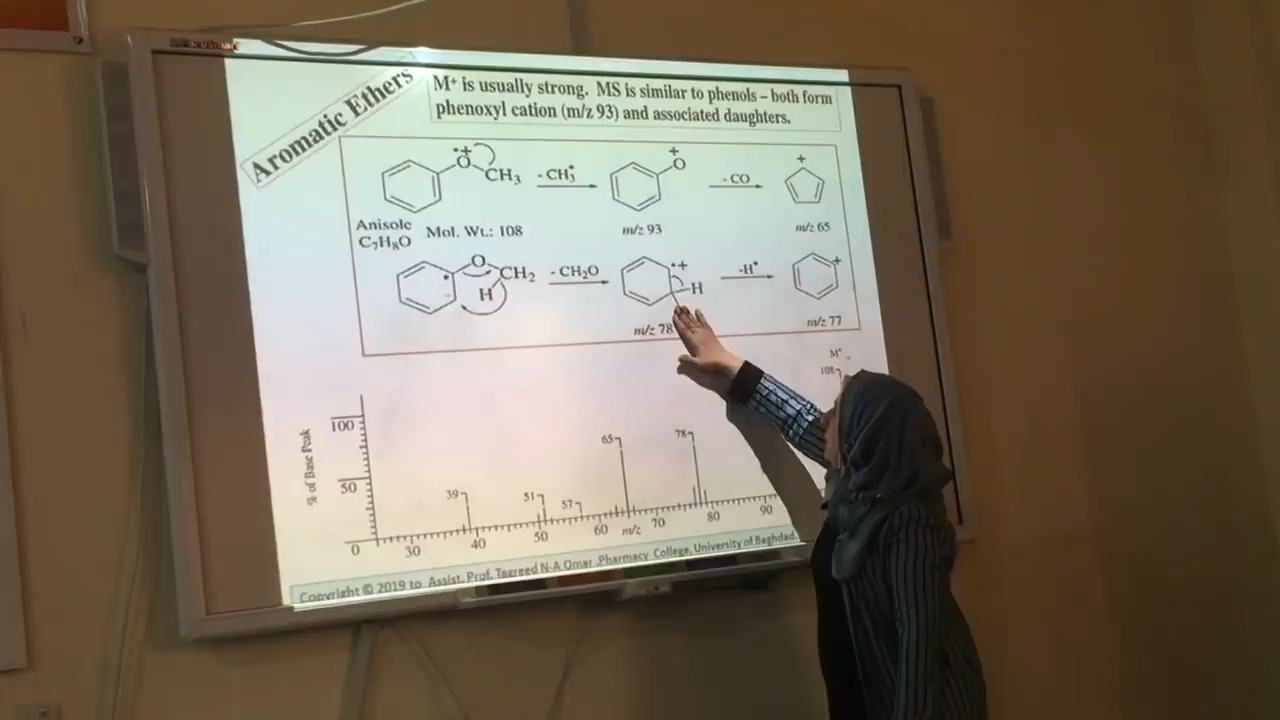 Aromatic Ethers
M⁺ is usually strong. MS is similar to phenols – both form
phenoxyl cation (m/z 93) and associated daughters.
•+
O
CH₃
- CH₃•
+
O
- CO
+
Anisole
C₇H₈O
Mol. Wt.: 108
m/z 93
m/z 65
O
CH₂
H
- CH₂O
•+
H
-H•
+
m/z 78
m/z 77
M⁺
108
% of Base Peak
100
50
0
39
51
57
65
78
30
40
50
60
m/z
70
80
90
Copyright © 2019 to Assist. Prof. Tagreed N-A Omar .Pharmacy College, University of Baghdad.